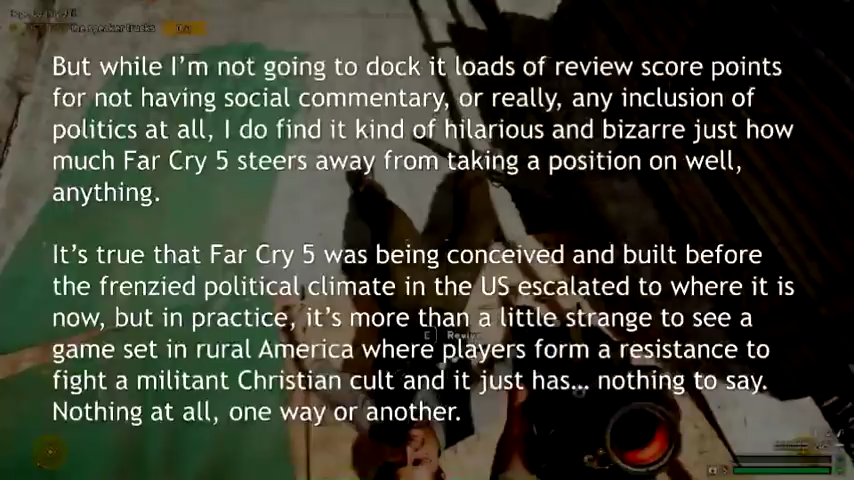 the speaker trucks
But while I'm not going to dock it loads of review score points
for not having social commentary, or really, any inclusion of
politics at all, I do find it kind of hilarious and bizarre just how
much Far Cry 5 steers away from taking a position on well,
anything.
It's true that Far Cry 5 was being conceived and built before
the frenzied political climate in the US escalated to where it is
now, but in practice, it's more than a little strange to see a
game set in rural America where players form a resistance to
fight a militant Christian cult and it just has... nothing to say.
Nothing at all, one way or another.
E Revive